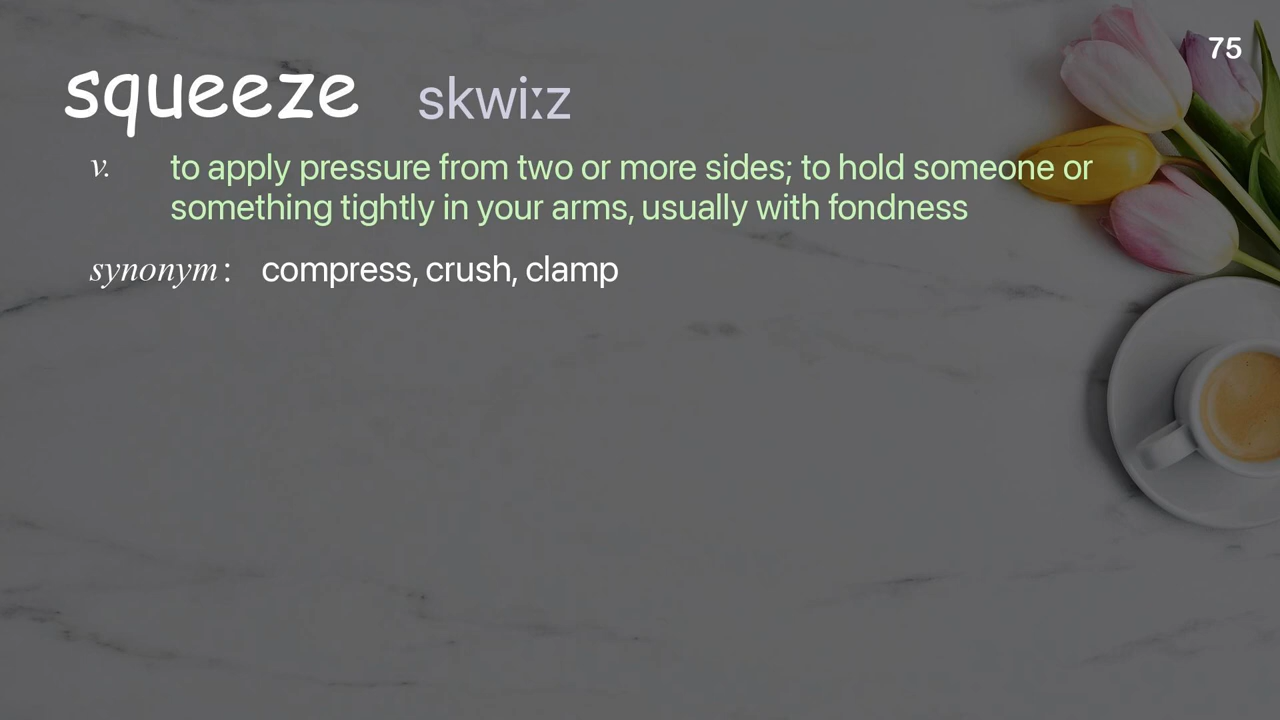 75
squeeze skwiːz
v. to apply pressure from two or more sides; to hold someone or
something tightly in your arms, usually with fondness
synonym: compress, crush, clamp